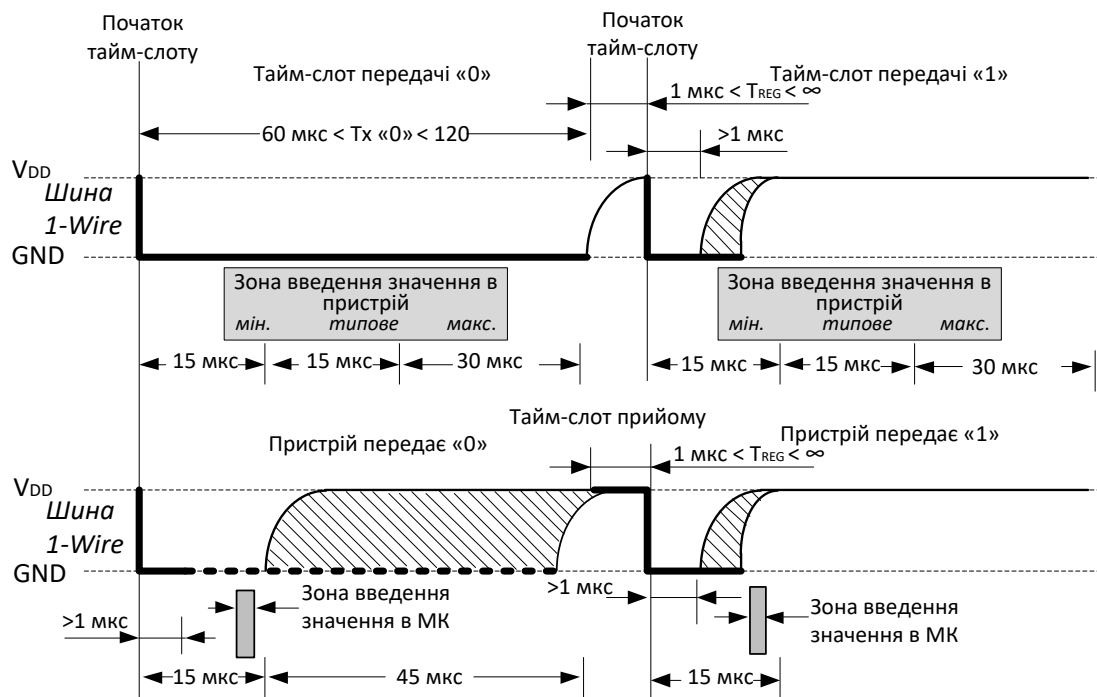 Початок
тайм-слоту
Початок
тайм-слоту
Тайм-слот передачі «0»
Тайм-слот передачі «1»
1 мкс < TREG < ∞
60 мкс < Тх «0» < 120
>1 мкс
VDD
Шина
1-Wire
GND
Зона введення значення в
пристрій
мін. типове макс.
Зона введення значення в
пристрій
мін. типове макс.
15 мкс 15 мкс 30 мкс 15 мкс 15 мкс 30 мкс
Тайм-слот прийому
Пристрій передає «0»
Пристрій передає «1»
1 мкс < TREG < ∞
VDD
Шина
1-Wire
GND
>1 мкс
Зона введення
значення в МК
>1 мкс
Зона введення
значення в МК
15 мкс 45 мкс 15 мкс